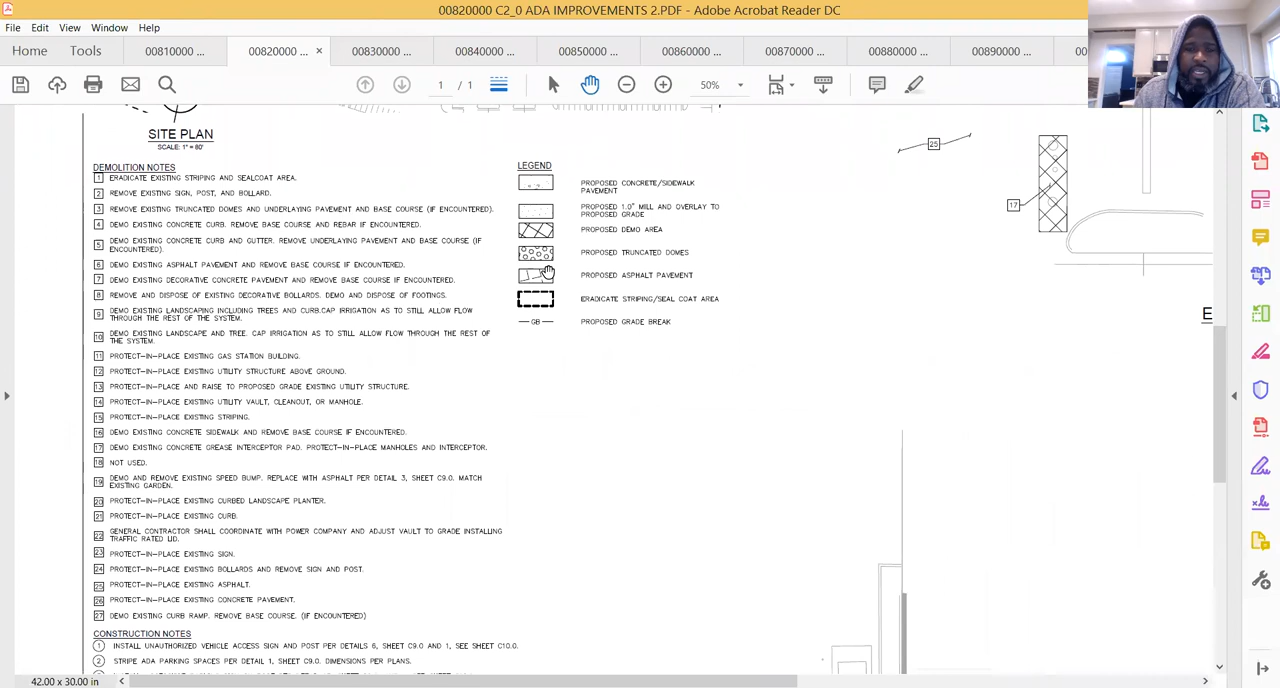 00820000 C2_0 ADA IMPROVEMENTS 2.PDF - Adobe Acrobat Reader DC
File Edit View Window Help
Home Tools 00810000 ... 00820000 ... × 00830000 ... 00840000 ... 00850000 ... 00860000 ... 00870000 ... 00880000 ... 00890000 ... 00
1 / 1 50%
SITE PLAN
SCALE: 1" = 80'
DEMOLITION NOTES
1 ERADICATE EXISTING STRIPING AND SEALCOAT AREA.
2 REMOVE EXISTING SIGN, POST, AND BOLLARD.
3 REMOVE EXISTING TRUNCATED DOMES AND UNDERLAYING PAVEMENT AND BASE COURSE (IF ENCOUNTERED).
4 DEMO EXISTING CONCRETE CURB. REMOVE BASE COURSE AND REBAR IF ENCOUNTERED.
5 DEMO EXISTING CONCRETE CURB AND GUTTER. REMOVE UNDERLAYING PAVEMENT AND BASE COURSE (IF
ENCOUNTERED).
6 DEMO EXISTING ASPHALT PAVEMENT AND REMOVE BASE COURSE IF ENCOUNTERED.
7 DEMO EXISTING DECORATIVE CONCRETE PAVEMENT AND REMOVE BASE COURSE IF ENCOUNTERED.
8 REMOVE AND DISPOSE OF EXISTING DECORATIVE BOLLARDS. DEMO AND DISPOSE OF FOOTINGS.
9 DEMO EXISTING LANDSCAPING INCLUDING TREES AND CURB.CAP IRRIGATION AS TO STILL ALLOW FLOW
THROUGH THE REST OF THE SYSTEM.
10 DEMO EXISTING LANDSCAPE AND TREE. CAP IRRIGATION AS TO STILL ALLOW FLOW THROUGH THE REST OF
THE SYSTEM.
11 PROTECT-IN-PLACE EXISTING GAS STATION BUILDING.
12 PROTECT-IN-PLACE EXISTING UTILITY STRUCTURE ABOVE GROUND.
13 PROTECT-IN-PLACE AND RAISE TO PROPOSED GRADE EXISTING UTILITY STRUCTURE.
14 PROTECT-IN-PLACE EXISTING UTILITY VAULT, CLEANOUT, OR MANHOLE.
15 PROTECT-IN-PLACE EXISTING STRIPING.
16 DEMO EXISTING CONCRETE SIDEWALK AND REMOVE BASE COURSE IF ENCOUNTERED.
17 DEMO EXISTING CONCRETE GREASE INTERCEPTOR PAD. PROTECT-IN-PLACE MANHOLES AND INTERCEPTOR.
18 NOT USED.
19 DEMO AND REMOVE EXISTING SPEED BUMP. REPLACE WITH ASPHALT PER DETAIL 3, SHEET C9.0. MATCH
EXISTING GARDEN.
20 PROTECT-IN-PLACE EXISTING CURBED LANDSCAPE PLANTER.
21 PROTECT-IN-PLACE EXISTING CURB.
22 GENERAL CONTRACTOR SHALL COORDINATE WITH POWER COMPANY AND ADJUST VAULT TO GRADE INSTALLING
TRAFFIC RATED LID.
23 PROTECT-IN-PLACE EXISTING SIGN.
24 PROTECT-IN-PLACE EXISTING BOLLARDS AND REMOVE SIGN AND POST.
25 PROTECT-IN-PLACE EXISTING ASPHALT.
26 PROTECT-IN-PLACE EXISTING CONCRETE PAVEMENT.
27 DEMO EXISTING CURB RAMP. REMOVE BASE COURSE. (IF ENCOUNTERED)
CONSTRUCTION NOTES
1 INSTALL UNAUTHORIZED VEHICLE ACCESS SIGN AND POST PER DETAILS 6, SHEET C9.0 AND 1, SEE SHEET C10.0.
2 STRIPE ADA PARKING SPACES PER DETAIL 1, SHEET C9.0. DIMENSIONS PER PLANS.
LEGEND
PROPOSED CONCRETE/SIDEWALK
PAVEMENT
PROPOSED 1.0" MILL AND OVERLAY TO
PROPOSED GRADE
PROPOSED DEMO AREA
PROPOSED TRUNCATED DOMES
PROPOSED ASPHALT PAVEMENT
ERADICATE STRIPING/SEAL COAT AREA
GB PROPOSED GRADE BREAK
25
17
E
42.00 x 30.00 in